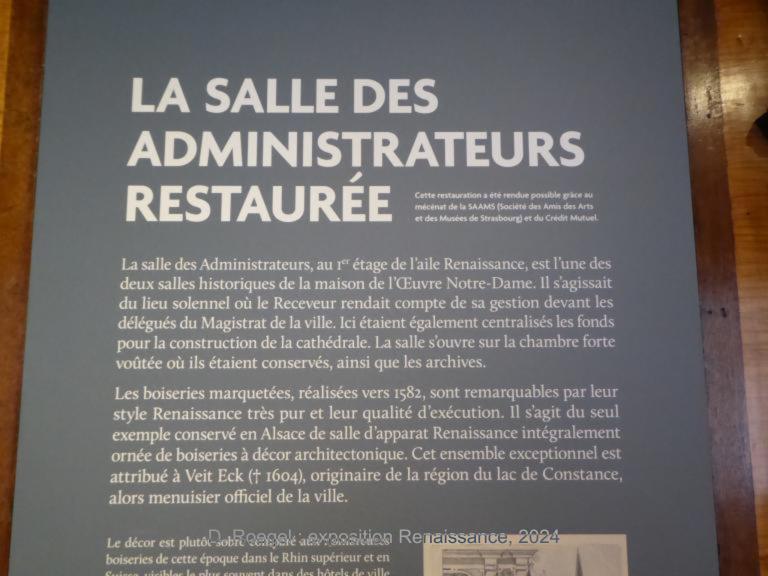 LA SALLE DES
ADMINISTRATEURS
RESTAURÉE
Cette restauration a été rendue possible grâce au
mécénat de la SAAMS (Société des Amis des Arts
et des Musées de Strasbourg) et du Crédit Mutuel.
La salle des Administrateurs, au 1er étage de l'aile Renaissance, est l'une des
deux salles historiques de la maison de l'Œuvre Notre-Dame. Il s'agissait
du lieu solennel où le Receveur rendait compte de sa gestion devant les
délégués du Magistrat de la ville. Ici étaient également centralisés les fonds
pour la construction de la cathédrale. La salle s'ouvre sur la chambre forte
voûtée où ils étaient conservés, ainsi que les archives.
Les boiseries marquetées, réalisées vers 1582, sont remarquables par leur
style Renaissance très pur et leur qualité d'exécution. Il s'agit du seul
exemple conservé en Alsace de salle d'apparat Renaissance intégralement
ornée de boiseries à décor architectonique. Cet ensemble exceptionnel est
attribué à Veit Eck († 1604), originaire de la région du lac de Constance,
alors menuisier officiel de la ville.
Le décor est plutôt sobre comparé aux
boiseries de cette époque dans le Rhin supérieur et en
Suisse, visibles le plus souvent dans des hôtels de ville
D. Roegel: exposition Renaissance, 2024